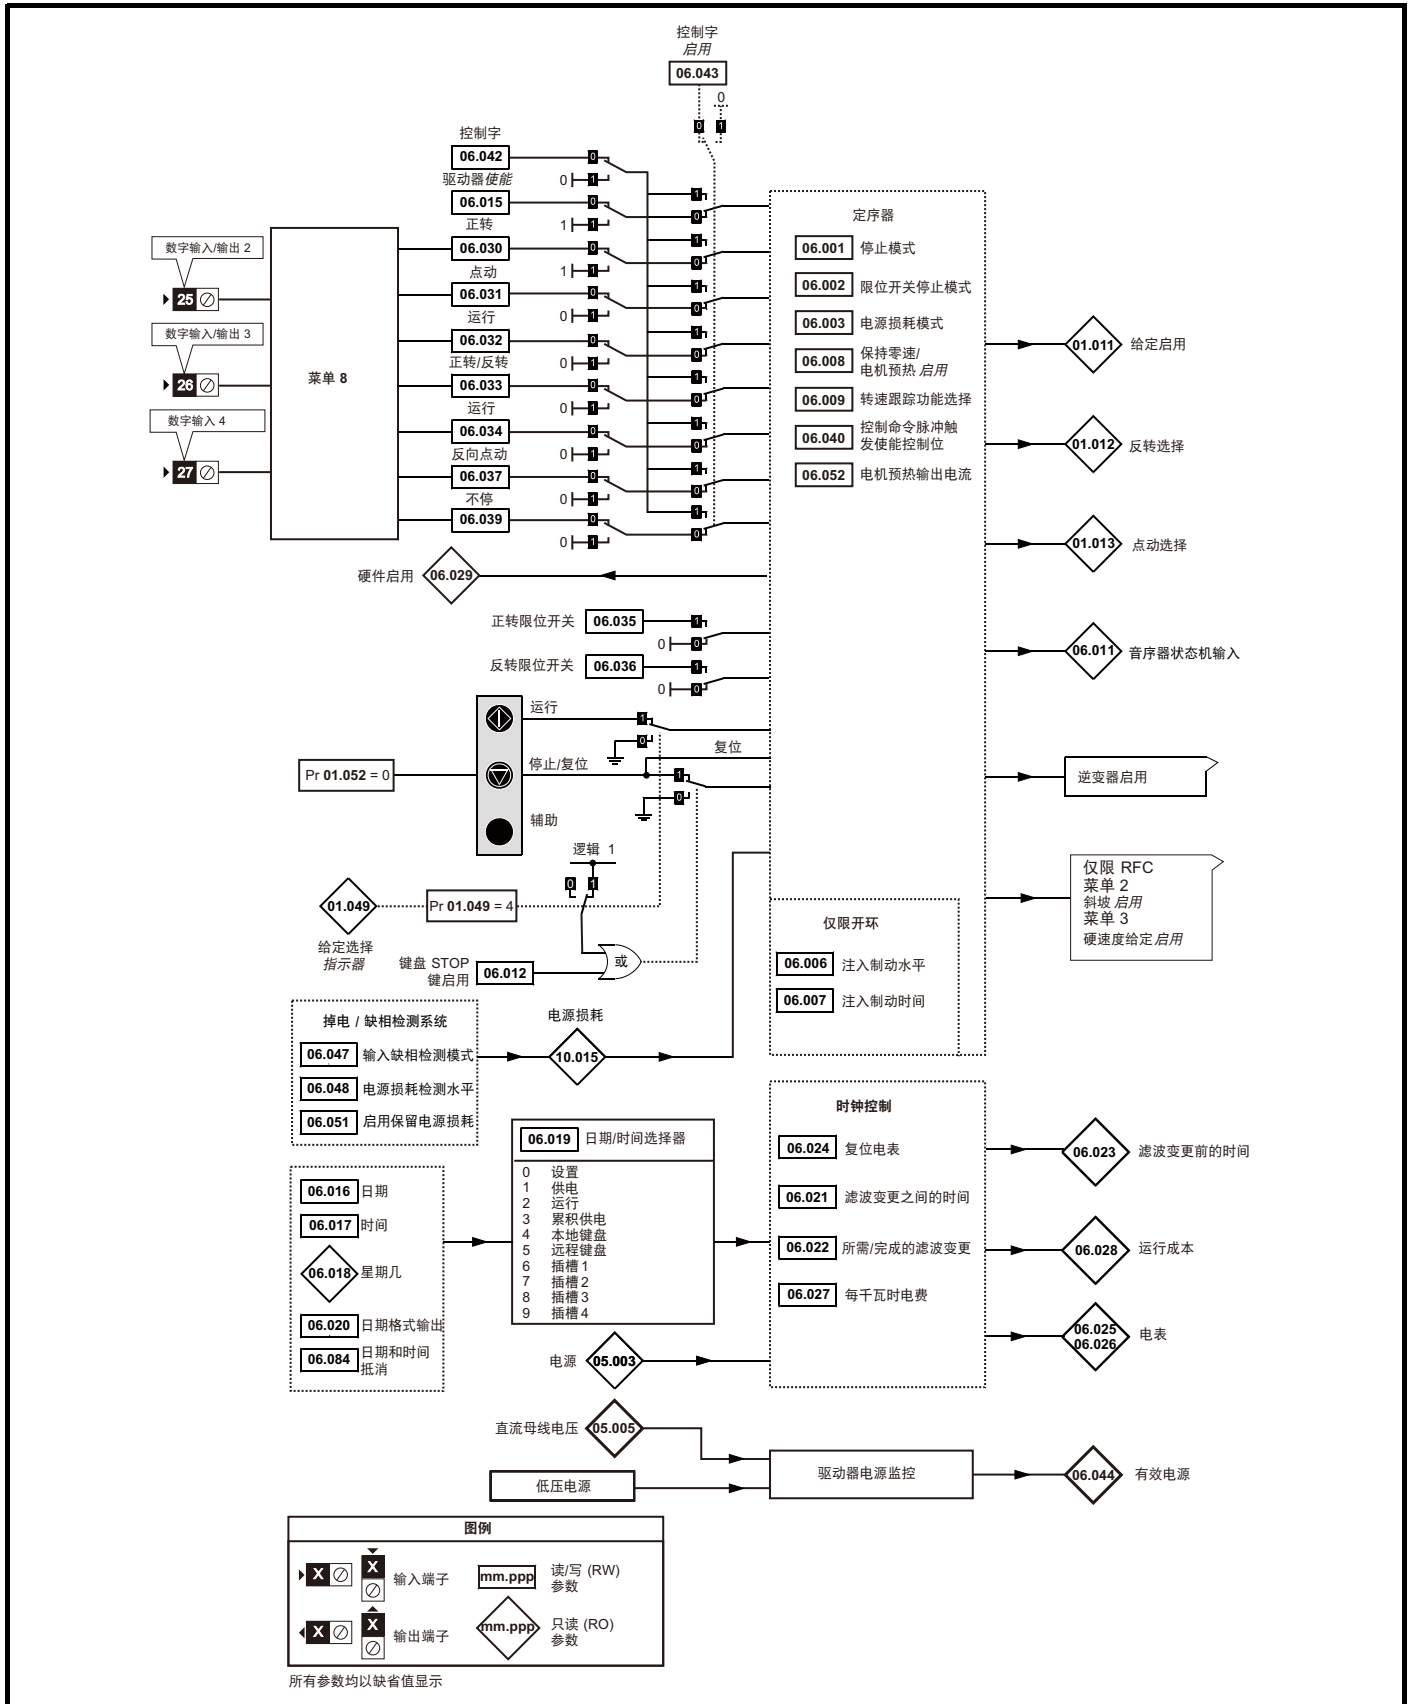 控制字
启用
06.043
0
0 1
控制字
06.042
0
0 1
驱动器使能
06.015
0
1 1
正转
06.030
0
1 1
点动
06.031
0
0 1
运行
06.032
0
0 1
正转/反转
06.033
0
0 1
运行
06.034
0
0 1
反向点动
06.037
0
0 1
不停
06.039
0
0 1
1
0
1
0
1
0
1
0
1
0
1
0
1
0
1
0
数字输入/输出 2
25
数字输入/输出 3
26
数字输入 4
27
菜单 8
定序器
06.001 停止模式
06.002 限位开关停止模式
06.003 电源损耗模式
06.008 保持零速/
电机预热 启用
06.009 转速跟踪功能选择
06.040 控制命令脉冲触
发使能控制位
06.052 电机预热输出电流
01.011 给定启用
01.012 反转选择
01.013 点动选择
06.011 音序器状态机输入
逆变器启用
仅限 RFC
菜单 2
斜坡 启用
菜单 3
硬速度给定启用
硬件启用 06.029
正转限位开关 06.035 1
0 0
反转限位开关 06.036 1
0 0
运行
1
0
复位
停止/复位
1
0
Pr 01.052 = 0
辅助
逻辑 1
0 1
01.049
Pr 01.049 = 4
给定选择
指示器
键盘 STOP
键启用
06.012
或
仅限开环
06.006 注入制动水平
06.007 注入制动时间
掉电 / 缺相检测系统
06.047 输入缺相检测模式
06.048 电源损耗检测水平
06.051 启用保留电源损耗
电源损耗
10.015
06.016 日期
06.017 时间
06.018 星期几
06.020 日期格式输出
06.084 日期和时间
抵消
06.019 日期/时间选择器
0 设置
1 供电
2 运行
3 累积供电
4 本地键盘
5 远程键盘
6 插槽 1
7 插槽 2
8 插槽 3
9 插槽 4
时钟控制
06.024 复位电表
06.021 滤波变更之间的时间
06.022 所需/完成的滤波变更
06.027 每千瓦时电费
06.023 滤波变更前的时间
06.028 运行成本
06.025
06.026
电表
电源 05.003
直流母线电压 05.005
低压电源
驱动器电源监控
06.044 有效电源
图例
X
X
输入端子
mm.ppp
读/写 (RW)
参数
X
X
输出端子
mm.ppp
只读 (RO)
参数
所有参数均以缺省值显示